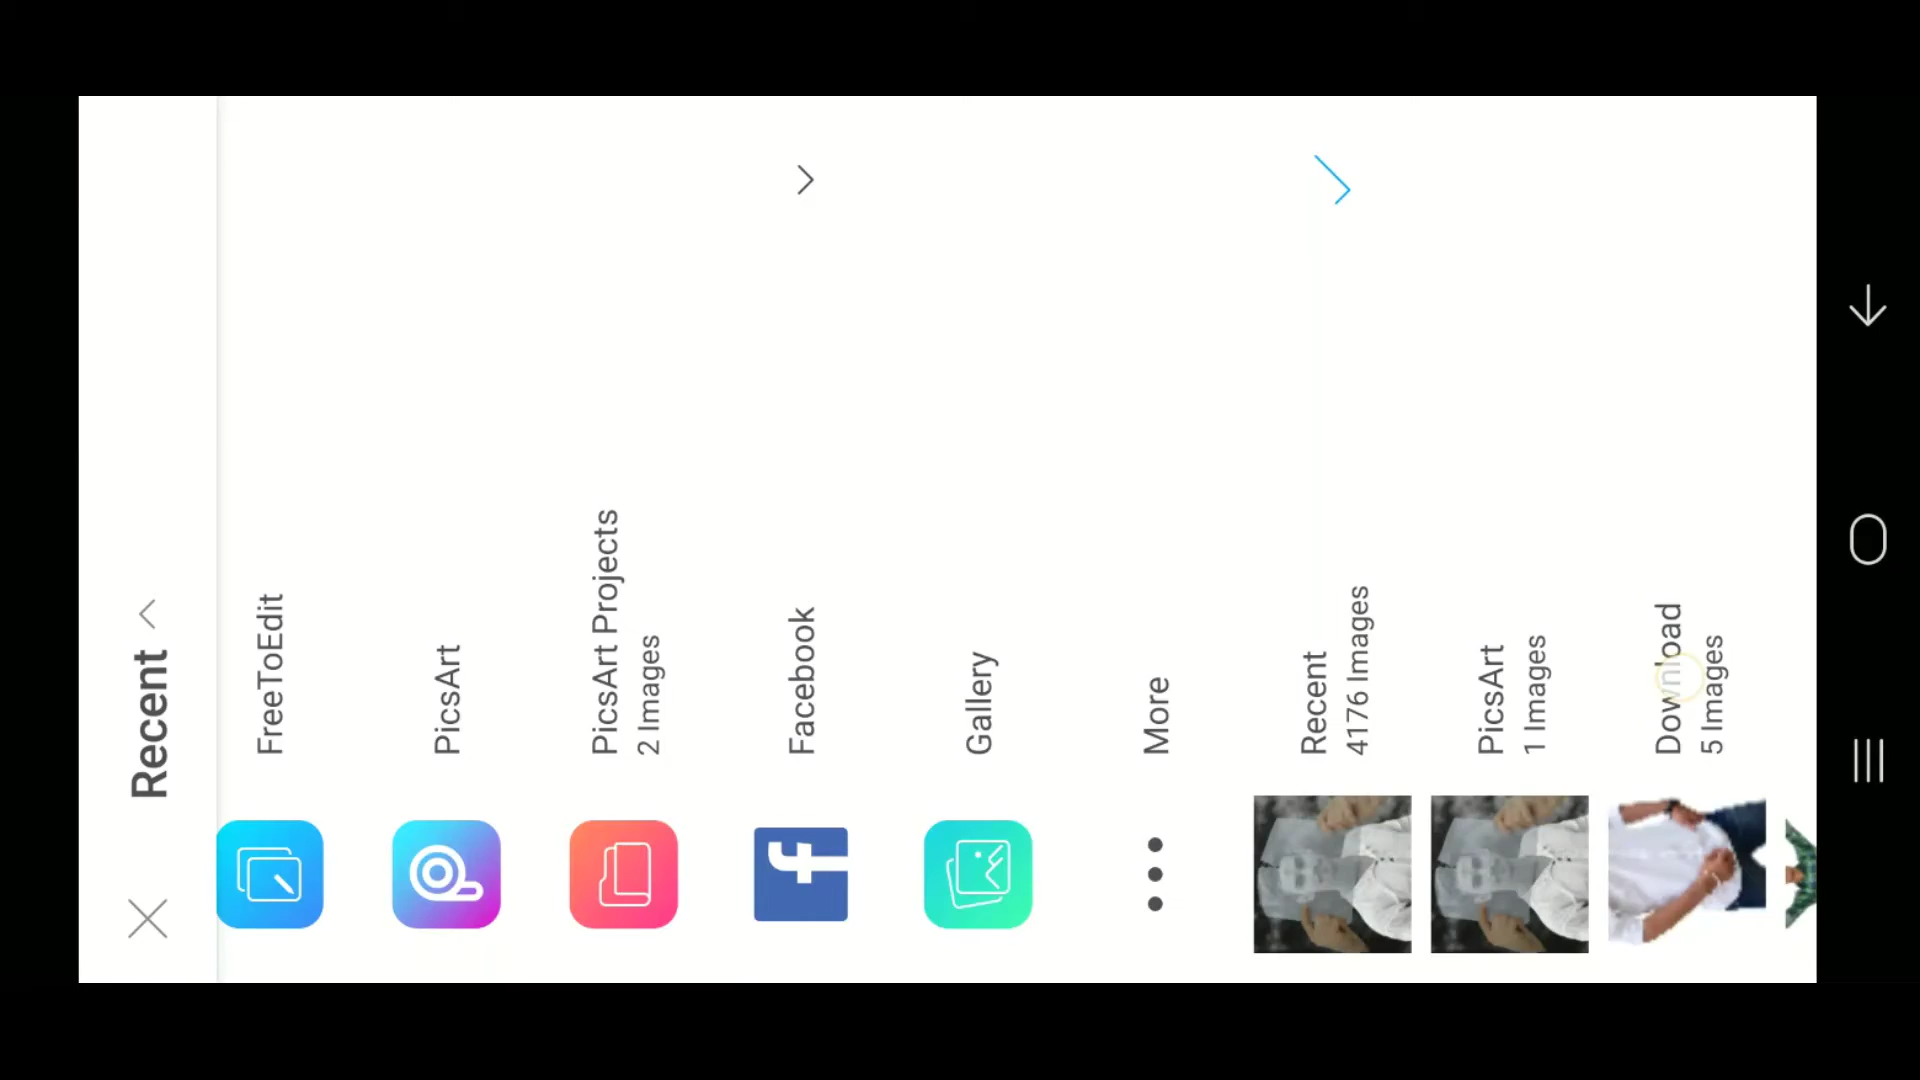 Recent
FreeToEdit
PicsArt
PicsArt Projects
2 Images
Facebook
Gallery
More
Recent
4176 Images
PicsArt
1 Images
Download
5 Images